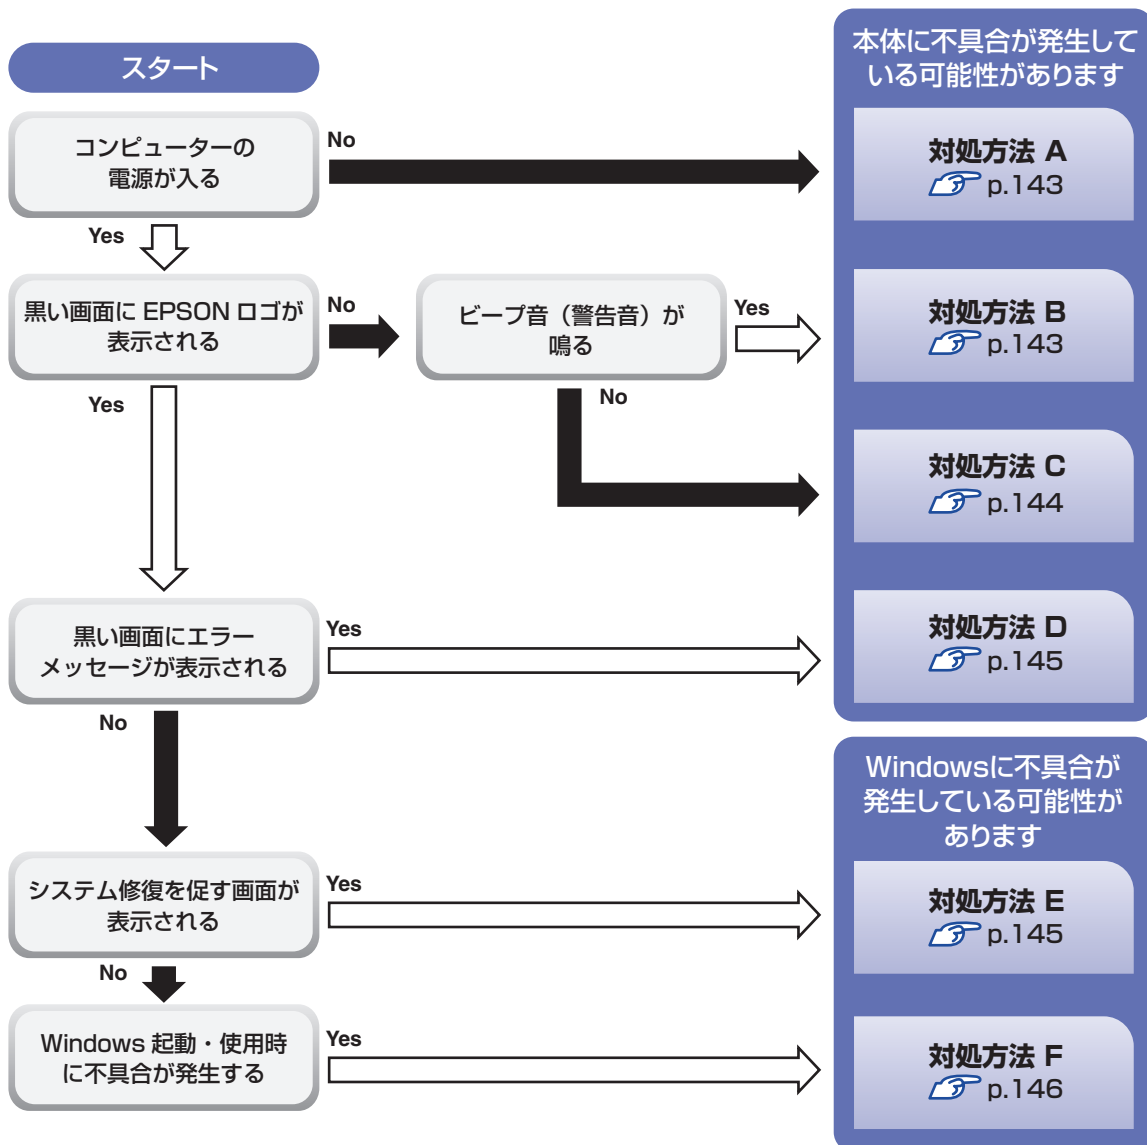 スタート
コンピューターの
電源が入る
No
Yes
黒い画面に EPSON ロゴが
表示される
No
Yes
ビープ音（警告音）が
鳴る
Yes
No
黒い画面にエラー
メッセージが表示される
Yes
No
システム修復を促す画面が
表示される
Yes
No
Windows 起動・使用時
に不具合が発生する
Yes
本体に不具合が発生して
いる可能性があります
対処方法 A
p.143
対処方法 B
p.143
対処方法 C
p.144
対処方法 D
p.145
Windowsに不具合が
発生している可能性が
あります
対処方法 E
p.145
対処方法 F
p.146